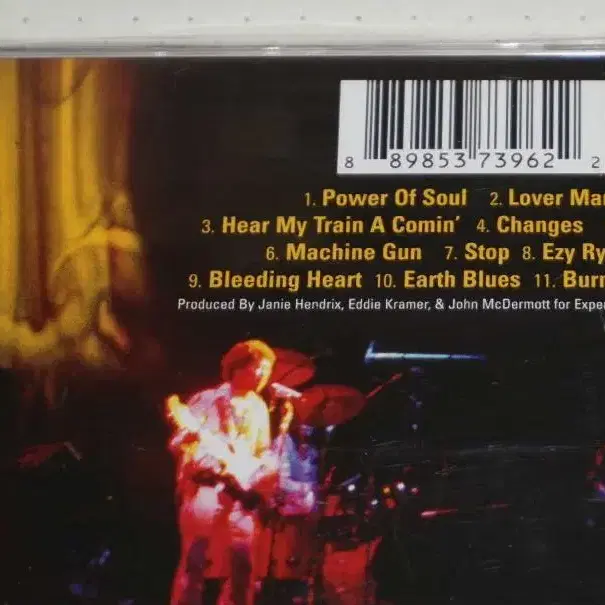 8 89853 73962 2
1. Power Of Soul 2. Lover Ma
3. Hear My Train A Comin' 4. Changes
6. Machine Gun 7. Stop 8. Ezy Ry
9. Bleeding Heart 10. Earth Blues 11. Burn
Produced By Janie Hendrix, Eddie Kramer, & John McDermott for Expe